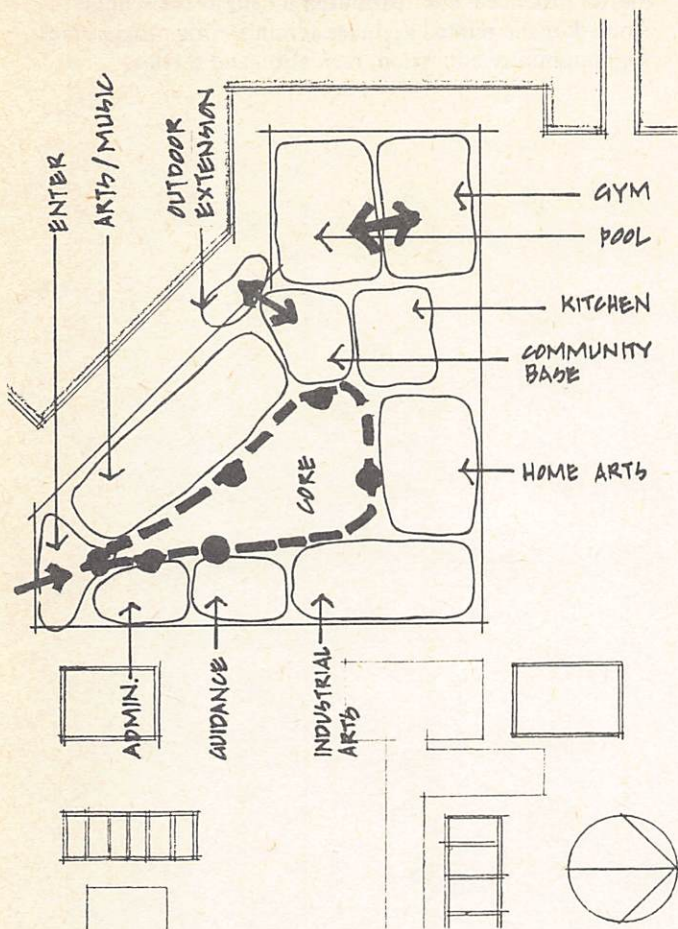 ENTER
ARTS/MUSIC
OUTDOOR
EXTENSION
GYM
POOL
KITCHEN
COMMUNITY
BASE
HOME ARTS
CORE
ADMIN.
GUIDANCE
INDUSTRIAL
ARTS